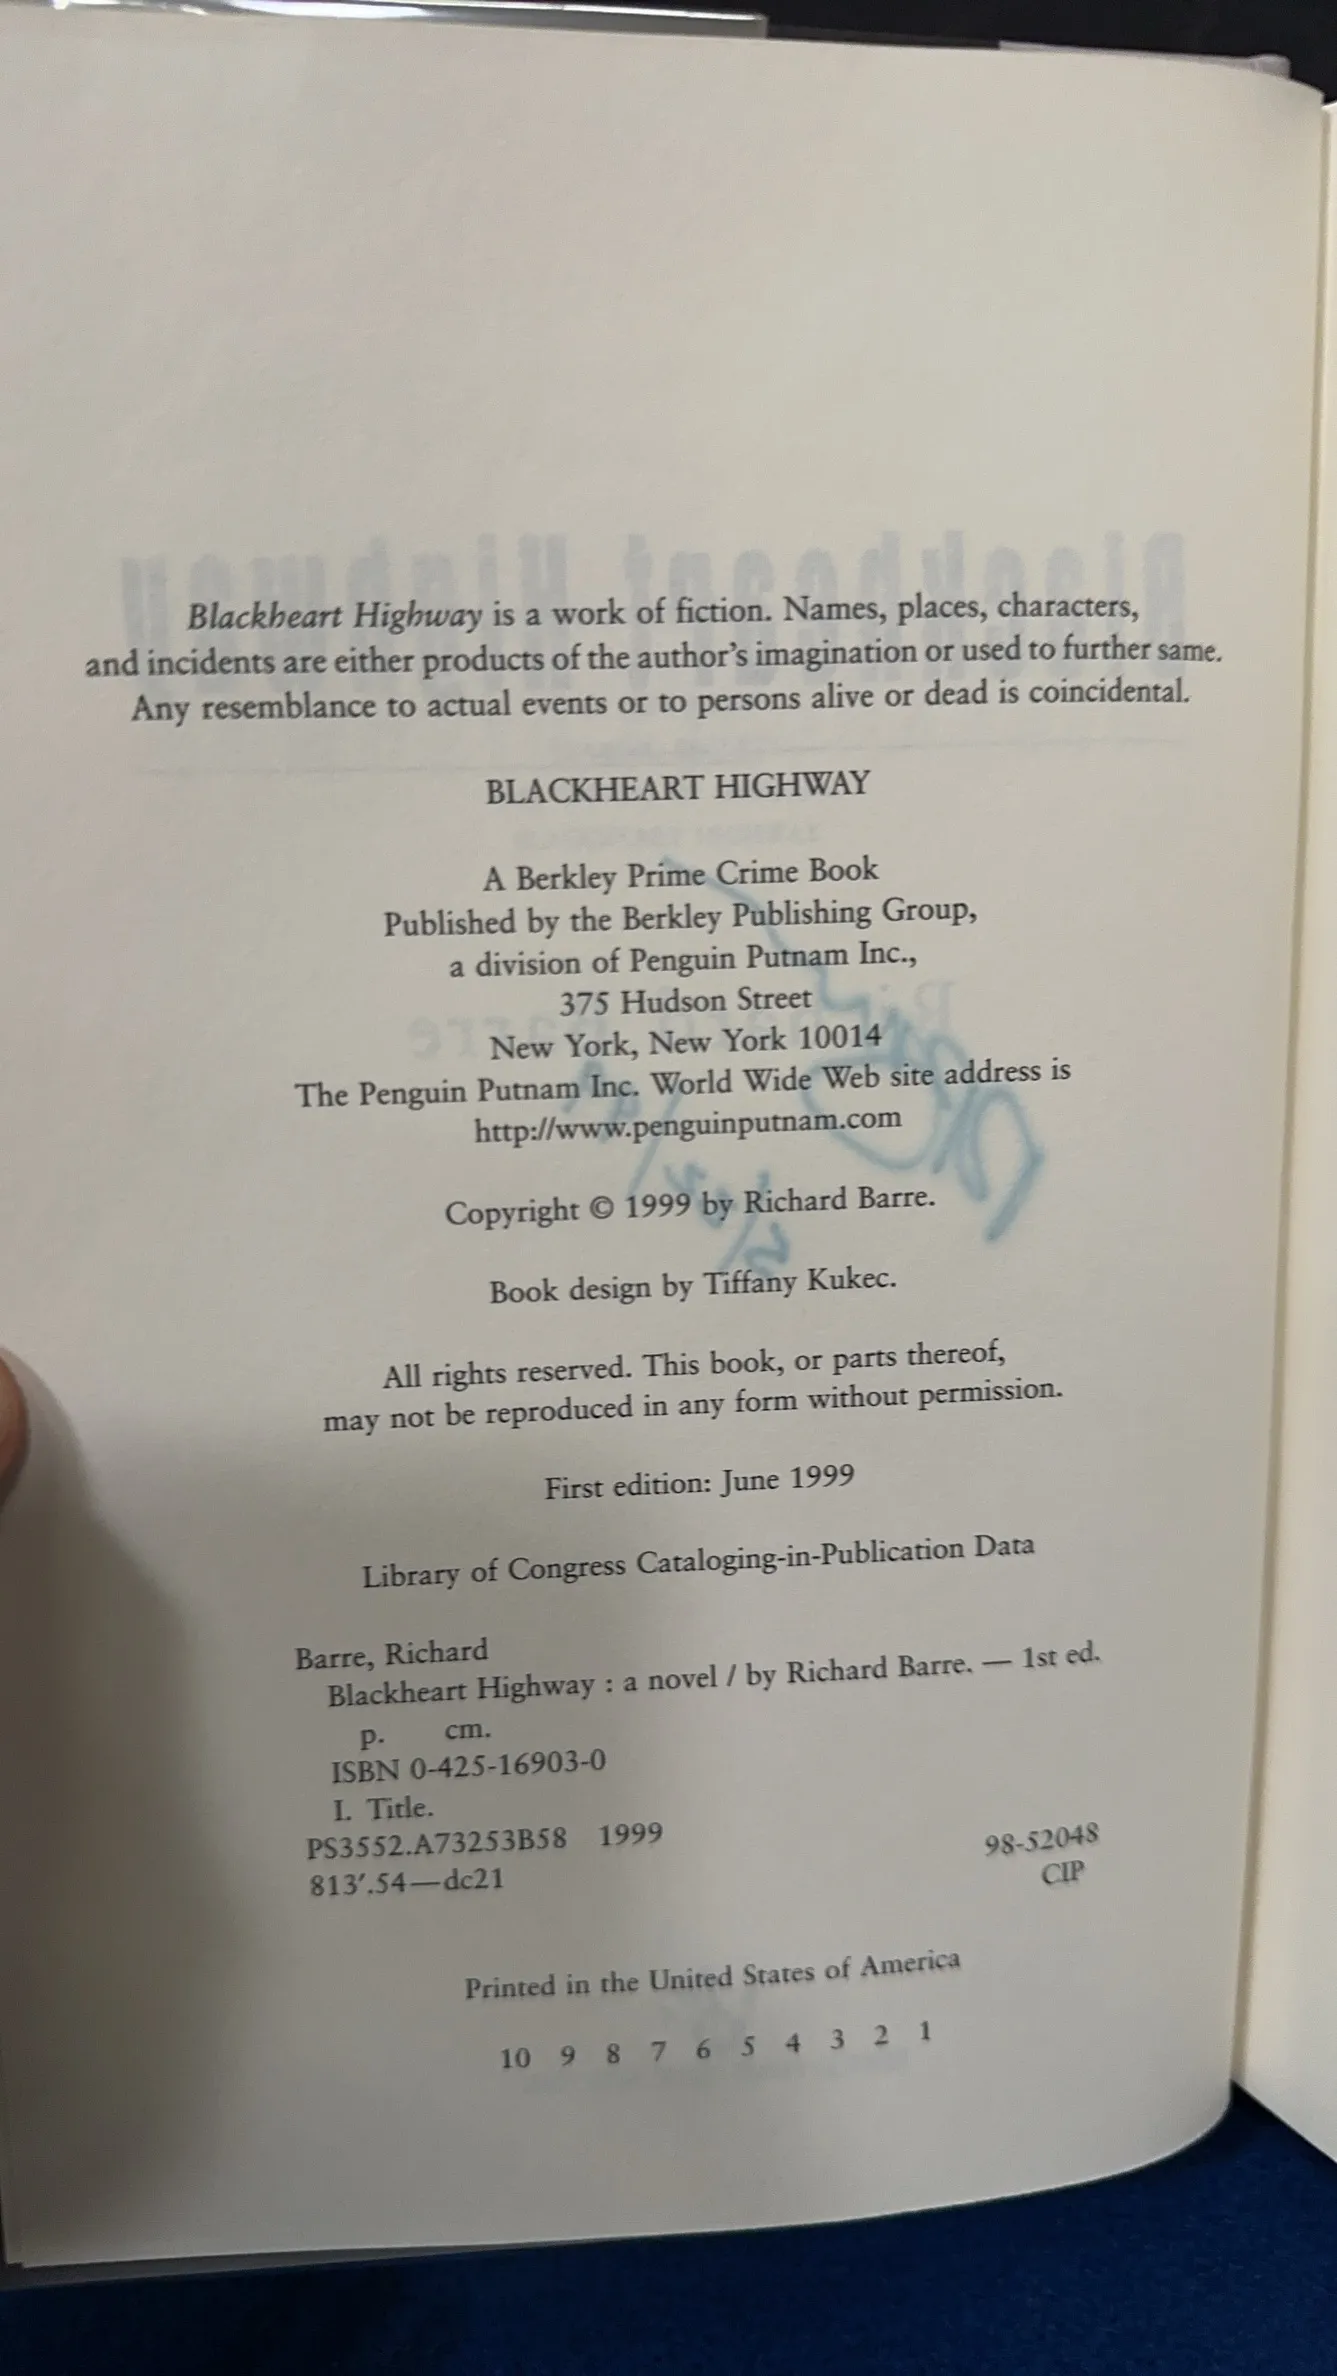 Blackheart Highway is a work of fiction. Names, places, characters,
and incidents are either products of the author's imagination or used to further same.
Any resemblance to actual events or to persons alive or dead is coincidental.
BLACKHEART HIGHWAY
A Berkley Prime Crime Book
Published by the Berkley Publishing Group,
a division of Penguin Putnam Inc.,
375 Hudson Street
New York, New York 10014
The Penguin Putnam Inc. World Wide Web site address is
http://www.penguinputnam.com
Copyright © 1999 by Richard Barre.
Book design by Tiffany Kukec.
All rights reserved. This book, or parts thereof,
may not be reproduced in any form without permission.
First edition: June 1999
Library of Congress Cataloging-in-Publication Data
Barre, Richard
Blackheart Highway : a novel / by Richard Barre. — 1st ed.
p. cm.
ISBN 0-425-16903-0
I. Title.
PS3552.A73253B58 1999
98-52048
813'.54—dc21
CIP
Printed in the United States of America
10 9 8 7 6 5 4 3 2 1